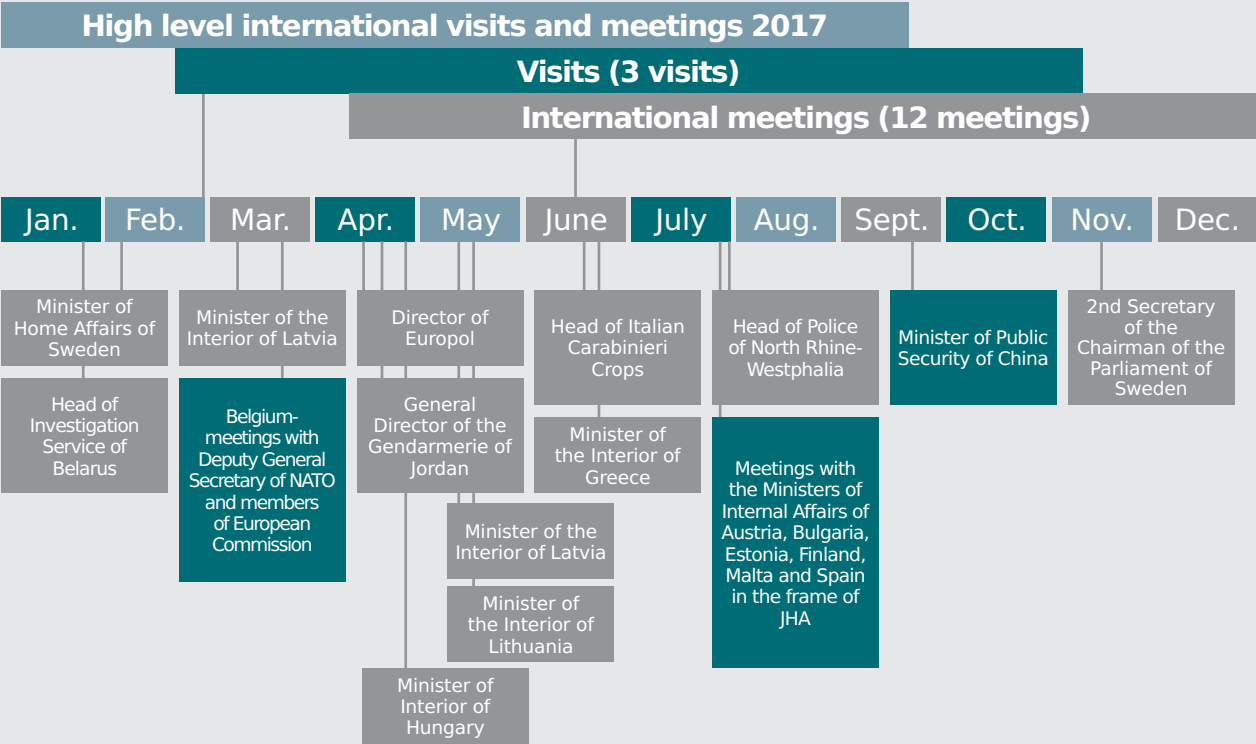 High level international visits and meetings 2017
Visits (3 visits)
International meetings (12 meetings)
Jan.
Feb.
Mar.
Apr.
May
June
July
Aug.
Sept.
Oct.
Nov.
Dec.
Minister of
Home Affairs of
Sweden
Head of
Investigation
Service of
Belarus
Minister of the
Interior of Latvia
Belgium-
meetings with
Deputy General
Secretary of NATO
and members
of European
Commission
Director of
Europol
General
Director of the
Gendarmerie of
Jordan
Minister of the
Interior of Latvia
Minister of
the Interior of
Lithuania
Minister of
Interior of
Hungary
Head of Italian
Carabinieri
Crops
Minister of
the Interior of
Greece
Head of Police
of North Rhine-
Westphalia
Meetings with
the Ministers of
Internal Affairs of
Austria, Bulgaria,
Estonia, Finland,
Malta and Spain
in the frame of
JHA
Minister of Public
Security of China
2nd Secretary
of the
Chairman of the
Parliament of
Sweden